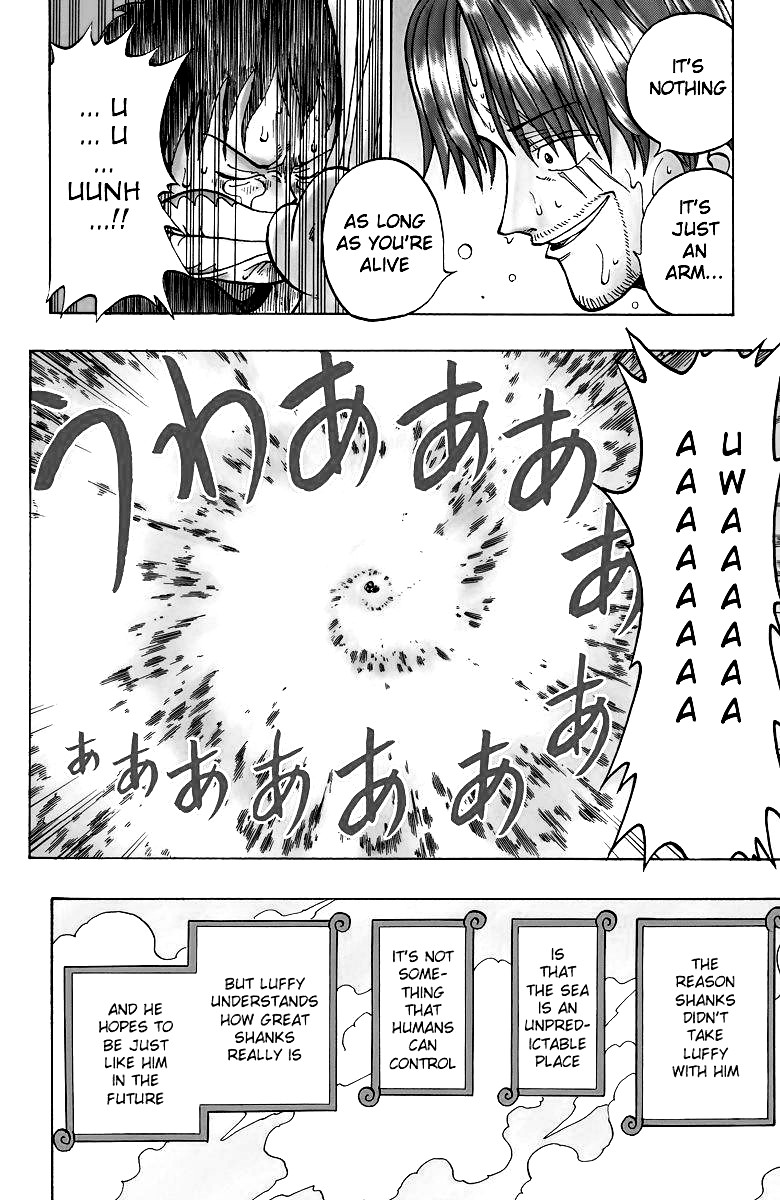 IT'S
NOTHING
IT'S
JUST
AN
ARM...
AS LONG
AS YOU'RE
ALIVE
... U
... U
...
UUNH
...!!
UWAAAAAA
AAAAAAA
うわあああああああああああ
THE
REASON
SHANKS
DIDN'T
TAKE
LUFFY
WITH HIM
IS
THAT
THE SEA
IS AN
UNPRED-
ICTABLE
PLACE
IT'S NOT
SOME-
THING
THAT
HUMANS
CAN
CONTROL
BUT LUFFY
UNDERSTANDS
HOW GREAT
SHANKS
REALLY IS
AND HE
HOPES TO
BE JUST
LIKE HIM
IN THE
FUTURE